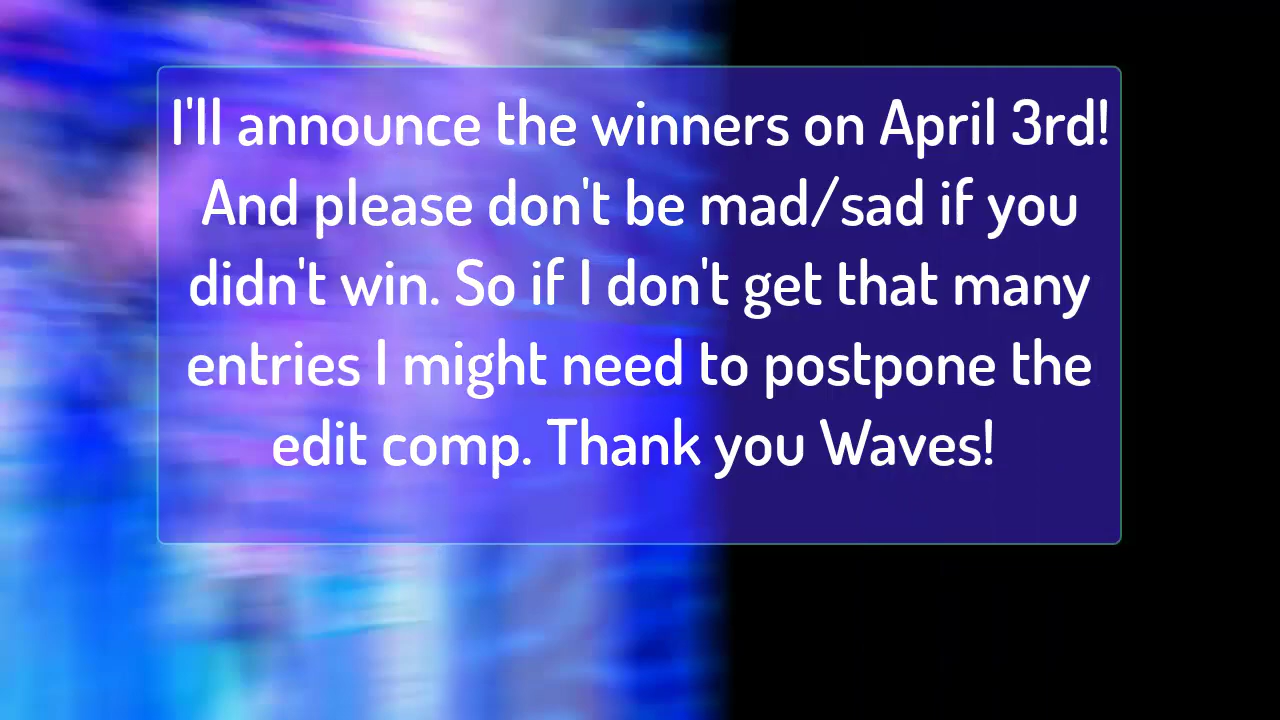 I'll announce the winners on April 3rd!
And please don't be mad/sad if you
didn't win. So if I don't get that many
entries I might need to postpone the
edit comp. Thank you Waves!